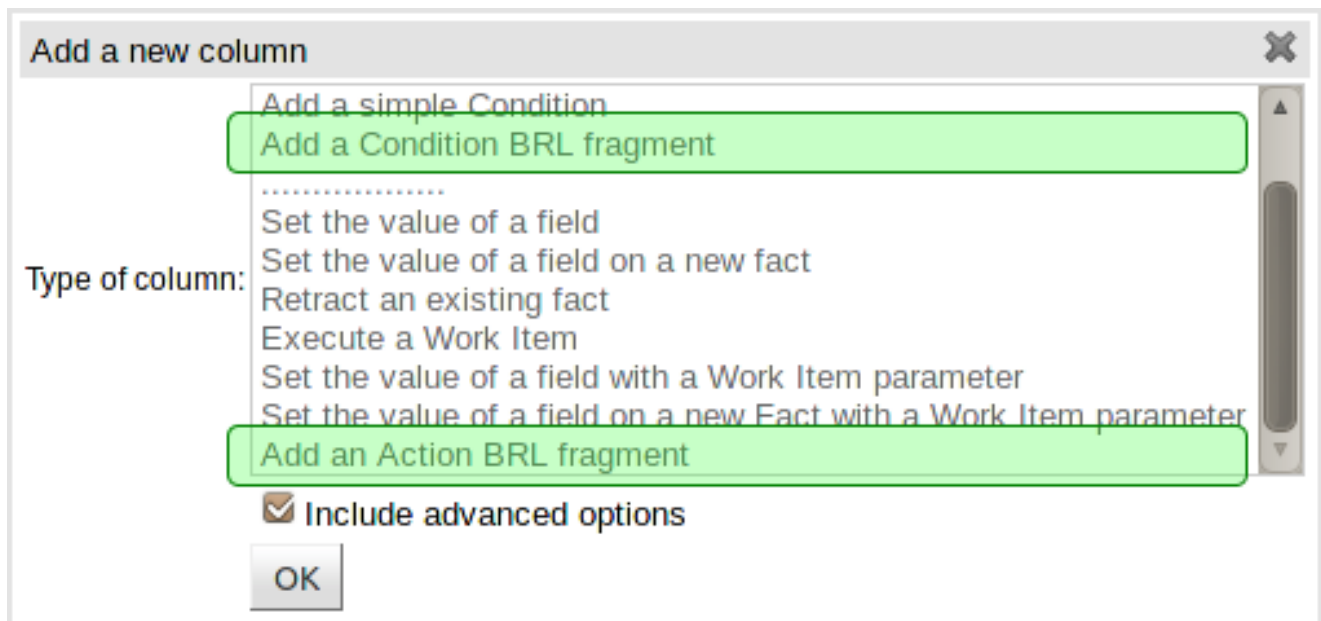 Add a new column
Add a simple Condition
Add a Condition BRL fragment
..................
Set the value of a field
Set the value of a field on a new fact
Type of column:
Retract an existing fact
Execute a Work Item
Set the value of a field with a Work Item parameter
Set the value of a field on a new Fact with a Work Item parameter
Add an Action BRL fragment
Include advanced options
OK